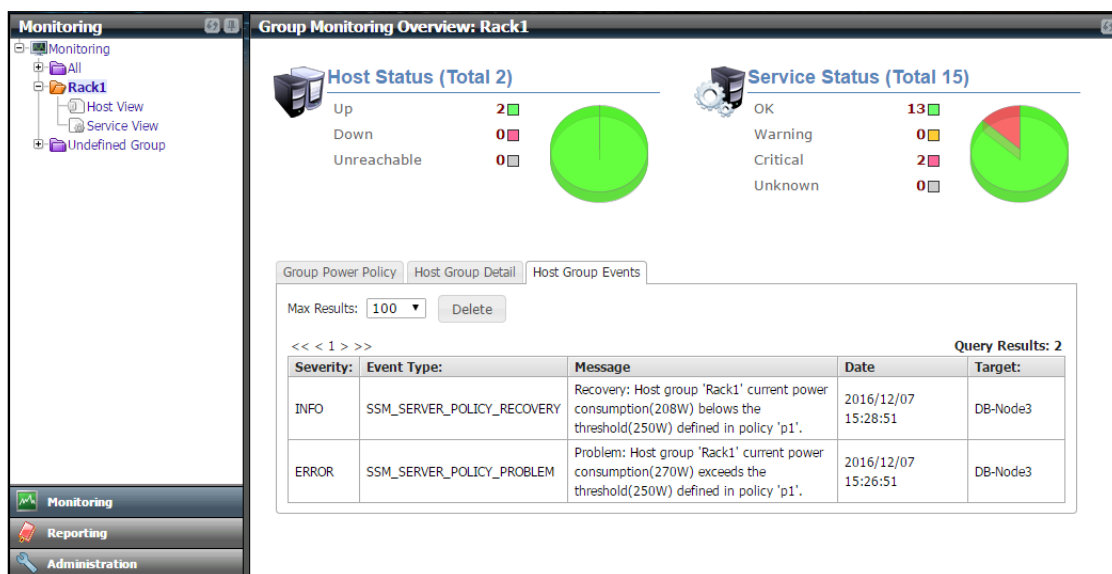 Monitoring
Monitoring
All
Rack1
Host View
Service View
Undefined Group
Monitoring
Reporting
Administration
Group Monitoring Overview: Rack1
Host Status (Total 2)
Up 2
Down 0
Unreachable 0
Service Status (Total 15)
OK 13
Warning 0
Critical 2
Unknown 0
Group Power Policy Host Group Detail Host Group Events
Max Results: 100 Delete
<< < 1 > >> Query Results: 2
Severity: Event Type: Message Date Target:
INFO SSM_SERVER_POLICY_RECOVERY
Recovery: Host group 'Rack1' current power
consumption(208W) belows the
threshold(250W) defined in policy 'p1'.
2016/12/07
15:28:51
DB-Node3
ERROR SSM_SERVER_POLICY_PROBLEM
Problem: Host group 'Rack1' current power
consumption(270W) exceeds the
threshold(250W) defined in policy 'p1'.
2016/12/07
15:26:51
DB-Node3